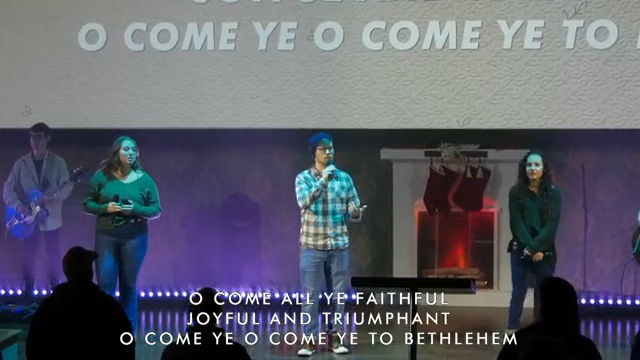 O COME YE O COME YE TO
O COME ALL YE FAITHFUL
JOYFUL AND TRIUMPHANT
O COME YE O COME YE TO BETHLEHEM